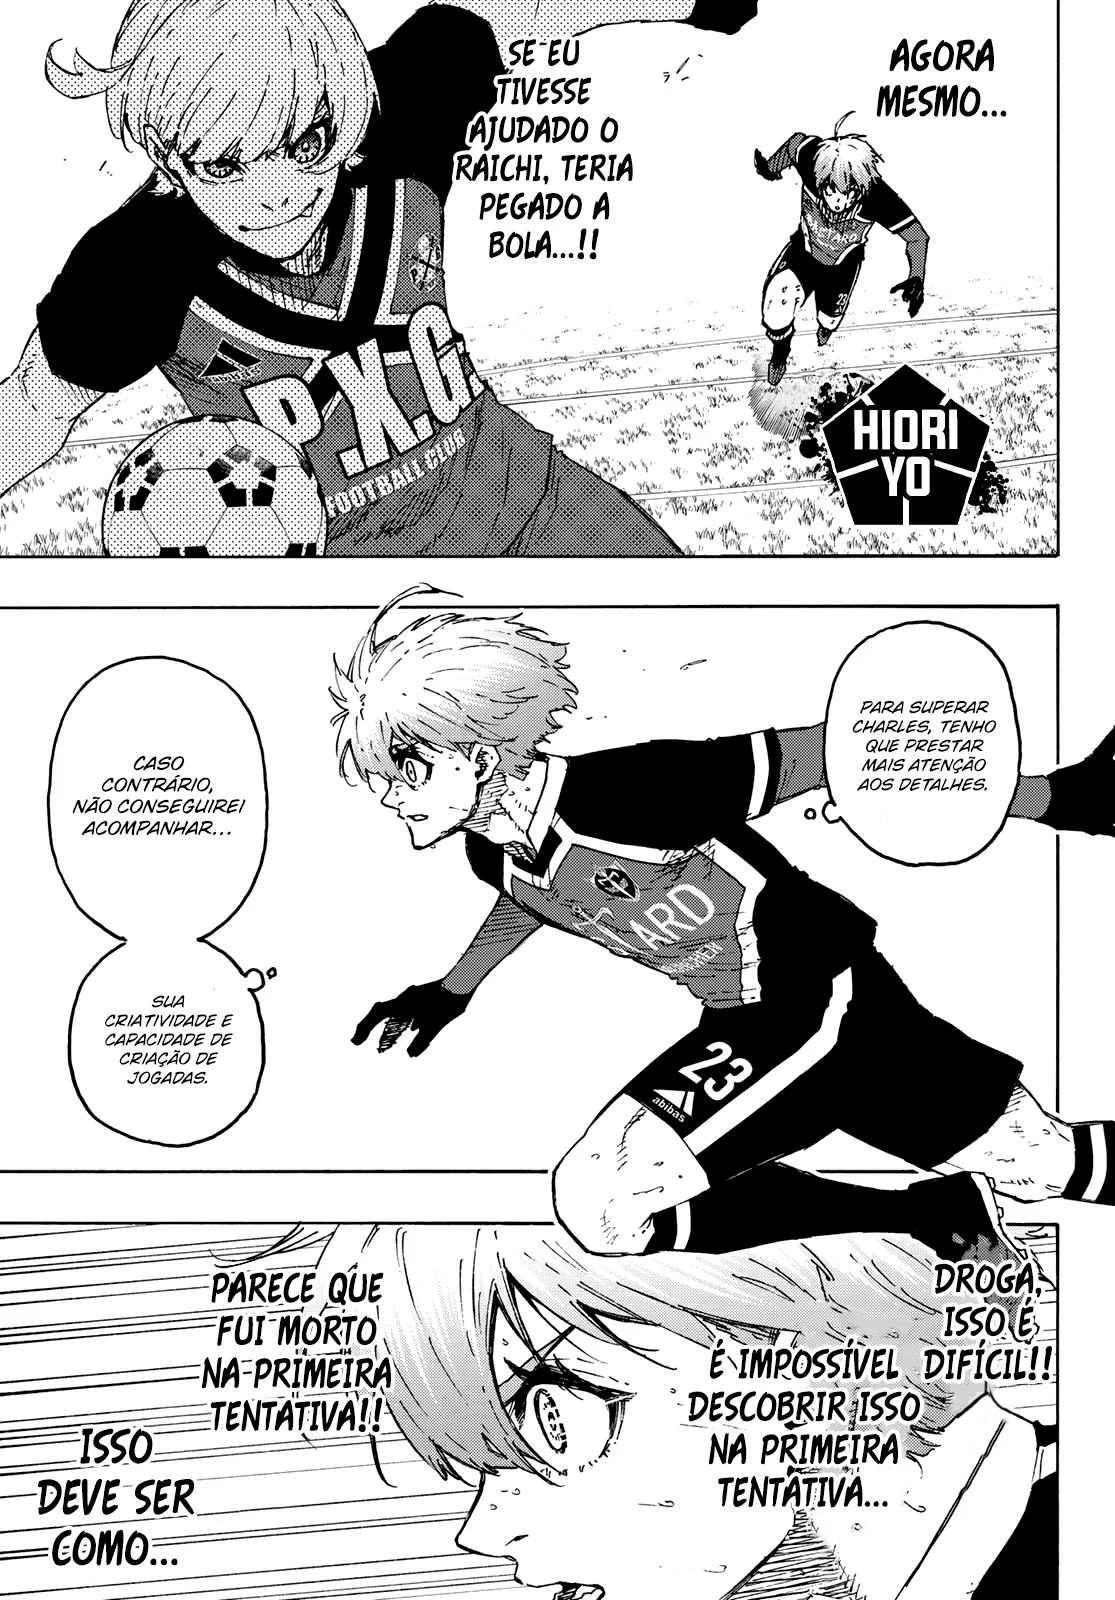 AGORA
MESMO...
SE EU
TIVESSE
AJUDADO O
RAICHI, TERIA
PEGADO A
BOLA...!!
P.X.G.
FOOTBALL CLUB
HIORI
YO
PARA SUPERAR
CHARLES, TENHO
QUE PRESTAR
MAIS ATENÇÃO
AOS DETALHES.
CASO
CONTRÁRIO,
NÃO CONSEGUIREI
ACOMPANHAR...
SUA
CRIATIVIDADE E
CAPACIDADE DE
CRIAÇÃO DE
JOGADAS.
TARD
23
abibas
DROGA,
ISSO É
DIFÍCIL!!
É IMPOSSÍVEL
DESCOBRIR ISSO
NA PRIMEIRA
TENTATIVA...
PARECE QUE
FUI MORTO
NA PRIMEIRA
TENTATIVA!!
ISSO
DEVE SER
COMO...